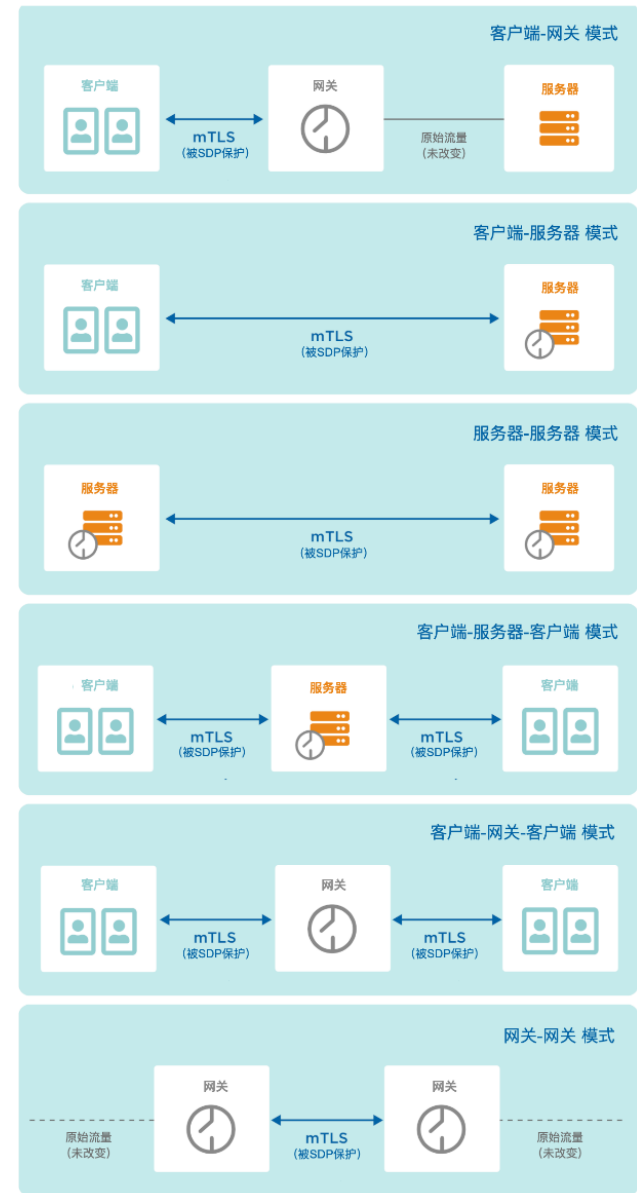 客户端-网关 模式
客户端
网关
服务器
mTLS
(被SDP保护)
原始流量
(未改变)
客户端-服务器 模式
客户端
服务器
mTLS
(被SDP保护)
服务器-服务器 模式
服务器
服务器
mTLS
(被SDP保护)
客户端-服务器-客户端 模式
客户端
服务器
客户端
mTLS
(被SDP保护)
mTLS
(被SDP保护)
客户端-网关-客户端 模式
客户端
网关
客户端
mTLS
(被SDP保护)
mTLS
(被SDP保护)
网关-网关 模式
网关
网关
原始流量
(未改变)
mTLS
(被SDP保护)
原始流量
(未改变)